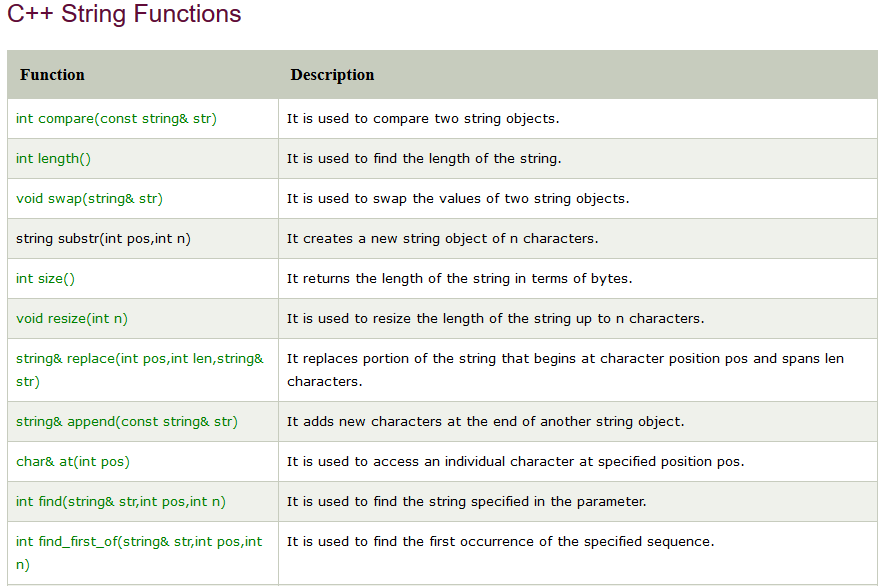 C++ String Functions
Function Description
int compare(const string& str) It is used to compare two string objects.
int length() It is used to find the length of the string.
void swap(string& str) It is used to swap the values of two string objects.
string substr(int pos,int n) It creates a new string object of n characters.
int size() It returns the length of the string in terms of bytes.
void resize(int n) It is used to resize the length of the string up to n characters.
string& replace(int pos,int len,string& It replaces portion of the string that begins at character position pos and spans len
str) characters.
string& append(const string& str) It adds new characters at the end of another string object.
char& at(int pos) It is used to access an individual character at specified position pos.
int find(string& str,int pos,int n) It is used to find the string specified in the parameter.
int find_first_of(string& str,int pos,int It is used to find the first occurrence of the specified sequence.
n)